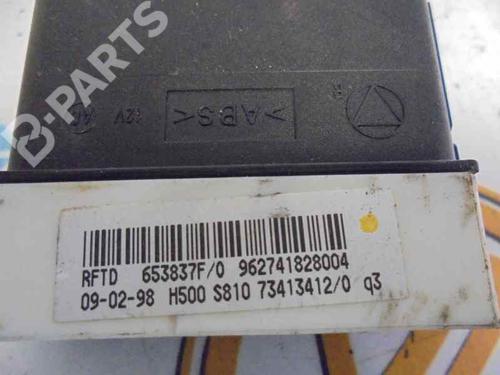 B-PARTS
12V
>ABS<
R
RFTD 653837F/0 962741828004
09-02-98 H500 S810 73413412/0 q3